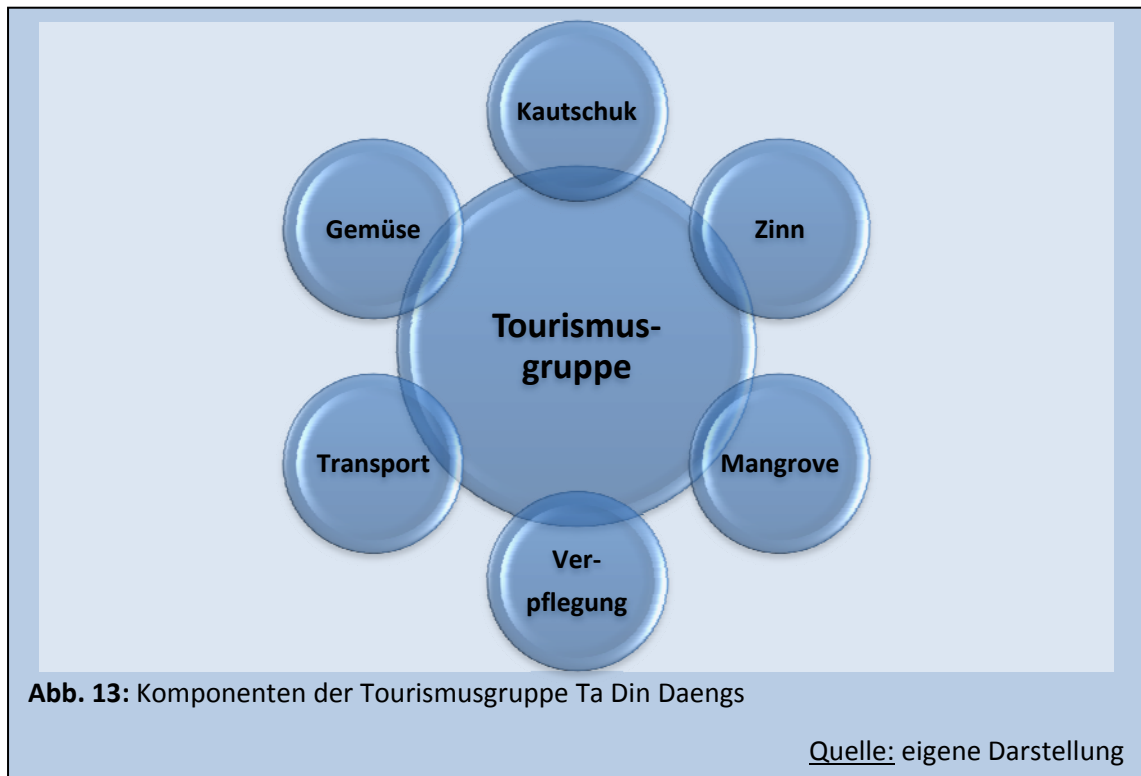 Kautschuk
Gemüse
Zinn
Tourismus-
gruppe
Transport
Mangrove
Ver-
pflegung
Abb. 13: Komponenten der Tourismusgruppe Ta Din Daengs
Quelle: eigene Darstellung